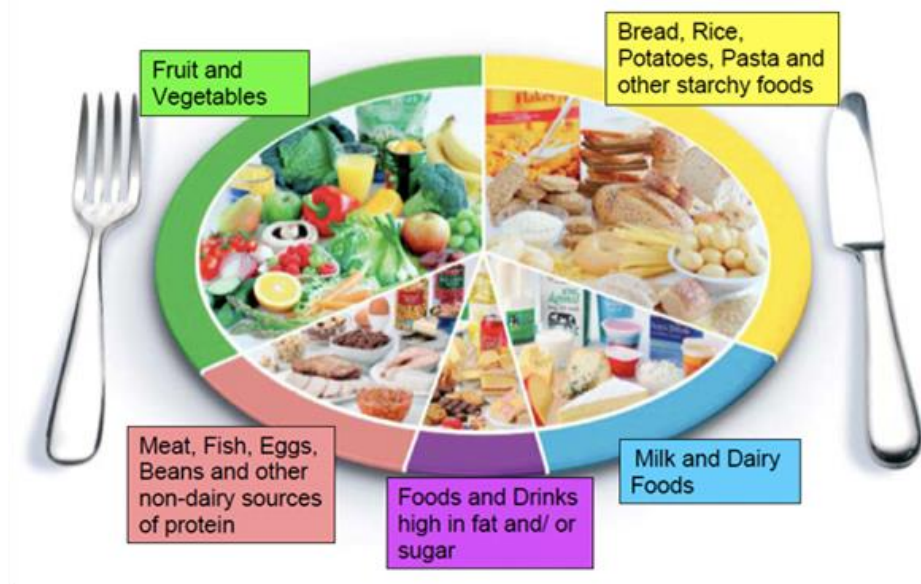 Fruit and
Vegetables
Bread, Rice,
Potatoes, Pasta and
other starchy foods
Meat, Fish, Eggs,
Beans and other
non-dairy sources
of protein
Foods and Drinks
high in fat and/ or
sugar
Milk and Dairy
Foods